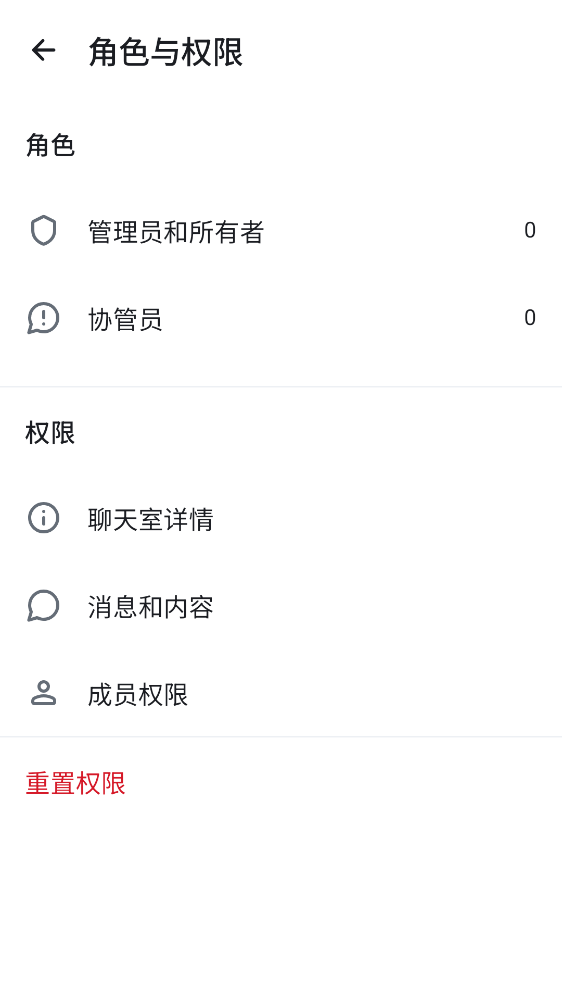 角色与权限
角色
管理员和所有者 0
协管员 0
权限
聊天室详情
消息和内容
成员权限
重置权限